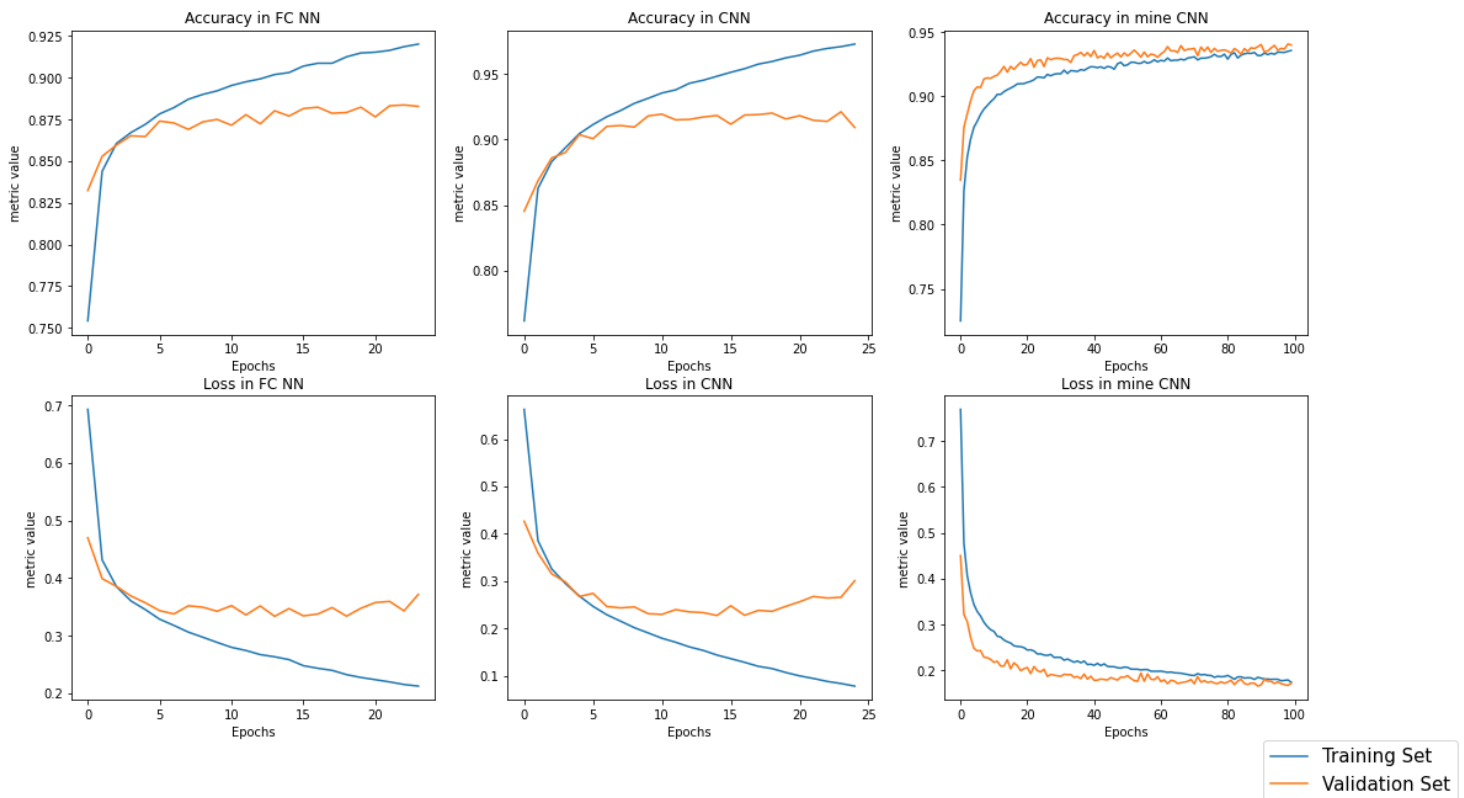 Accuracy in FC NN
metric value
0.925
0.900
0.875
0.850
0.825
0.800
0.775
0.750
0 5 10 15 20
Epochs
Accuracy in CNN
metric value
0.95
0.90
0.85
0.80
0 5 10 15 20 25
Epochs
Accuracy in mine CNN
metric value
0.95
0.90
0.85
0.80
0.75
0 20 40 60 80 100
Epochs
Loss in FC NN
metric value
0.7
0.6
0.5
0.4
0.3
0.2
0 5 10 15 20
Epochs
Loss in CNN
metric value
0.6
0.5
0.4
0.3
0.2
0.1
0 5 10 15 20 25
Epochs
Loss in mine CNN
metric value
0.7
0.6
0.5
0.4
0.3
0.2
0 20 40 60 80 100
Epochs
Training Set
Validation Set